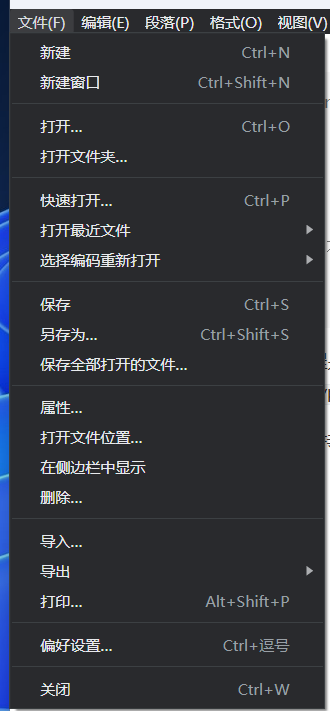 文件(F) 编辑(E) 段落(P) 格式(O) 视图(V)
新建 Ctrl+N
新建窗口 Ctrl+Shift+N
打开... Ctrl+O
打开文件夹...
快速打开... Ctrl+P
打开最近文件
选择编码重新打开
保存 Ctrl+S
另存为... Ctrl+Shift+S
保存全部打开的文件...
属性...
打开文件位置...
在侧边栏中显示
删除...
导入...
导出
打印... Alt+Shift+P
偏好设置... Ctrl+逗号
关闭 Ctrl+W